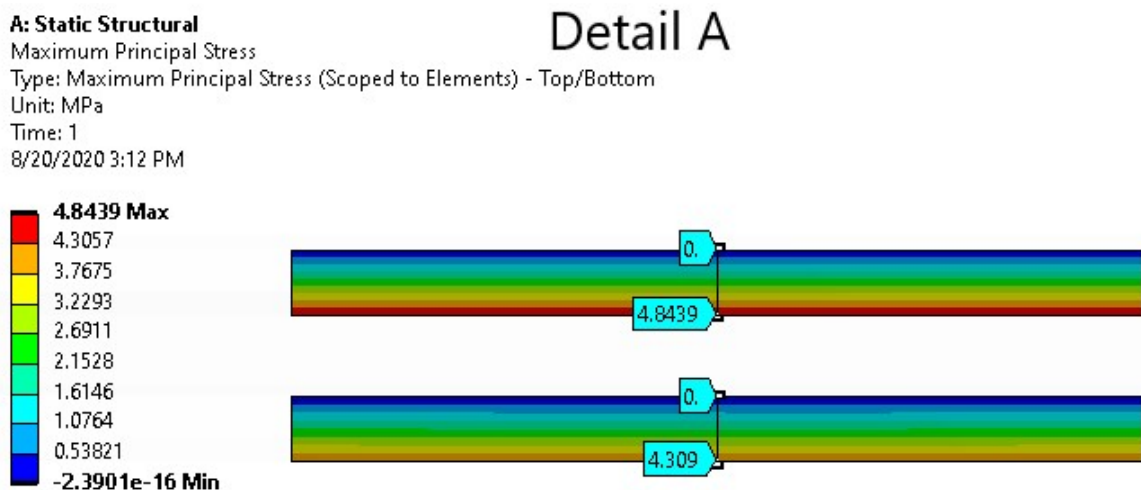 A: Static Structural
Detail A
Maximum Principal Stress
Type: Maximum Principal Stress (Scoped to Elements) - Top/Bottom
Unit: MPa
Time: 1
8/20/2020 3:12 PM
4.8439 Max
4.3057
3.7675
3.2293
2.6911
2.1528
1.6146
1.0764
0.53821
-2.3901e-16 Min
0.
4.8439
0.
4.309